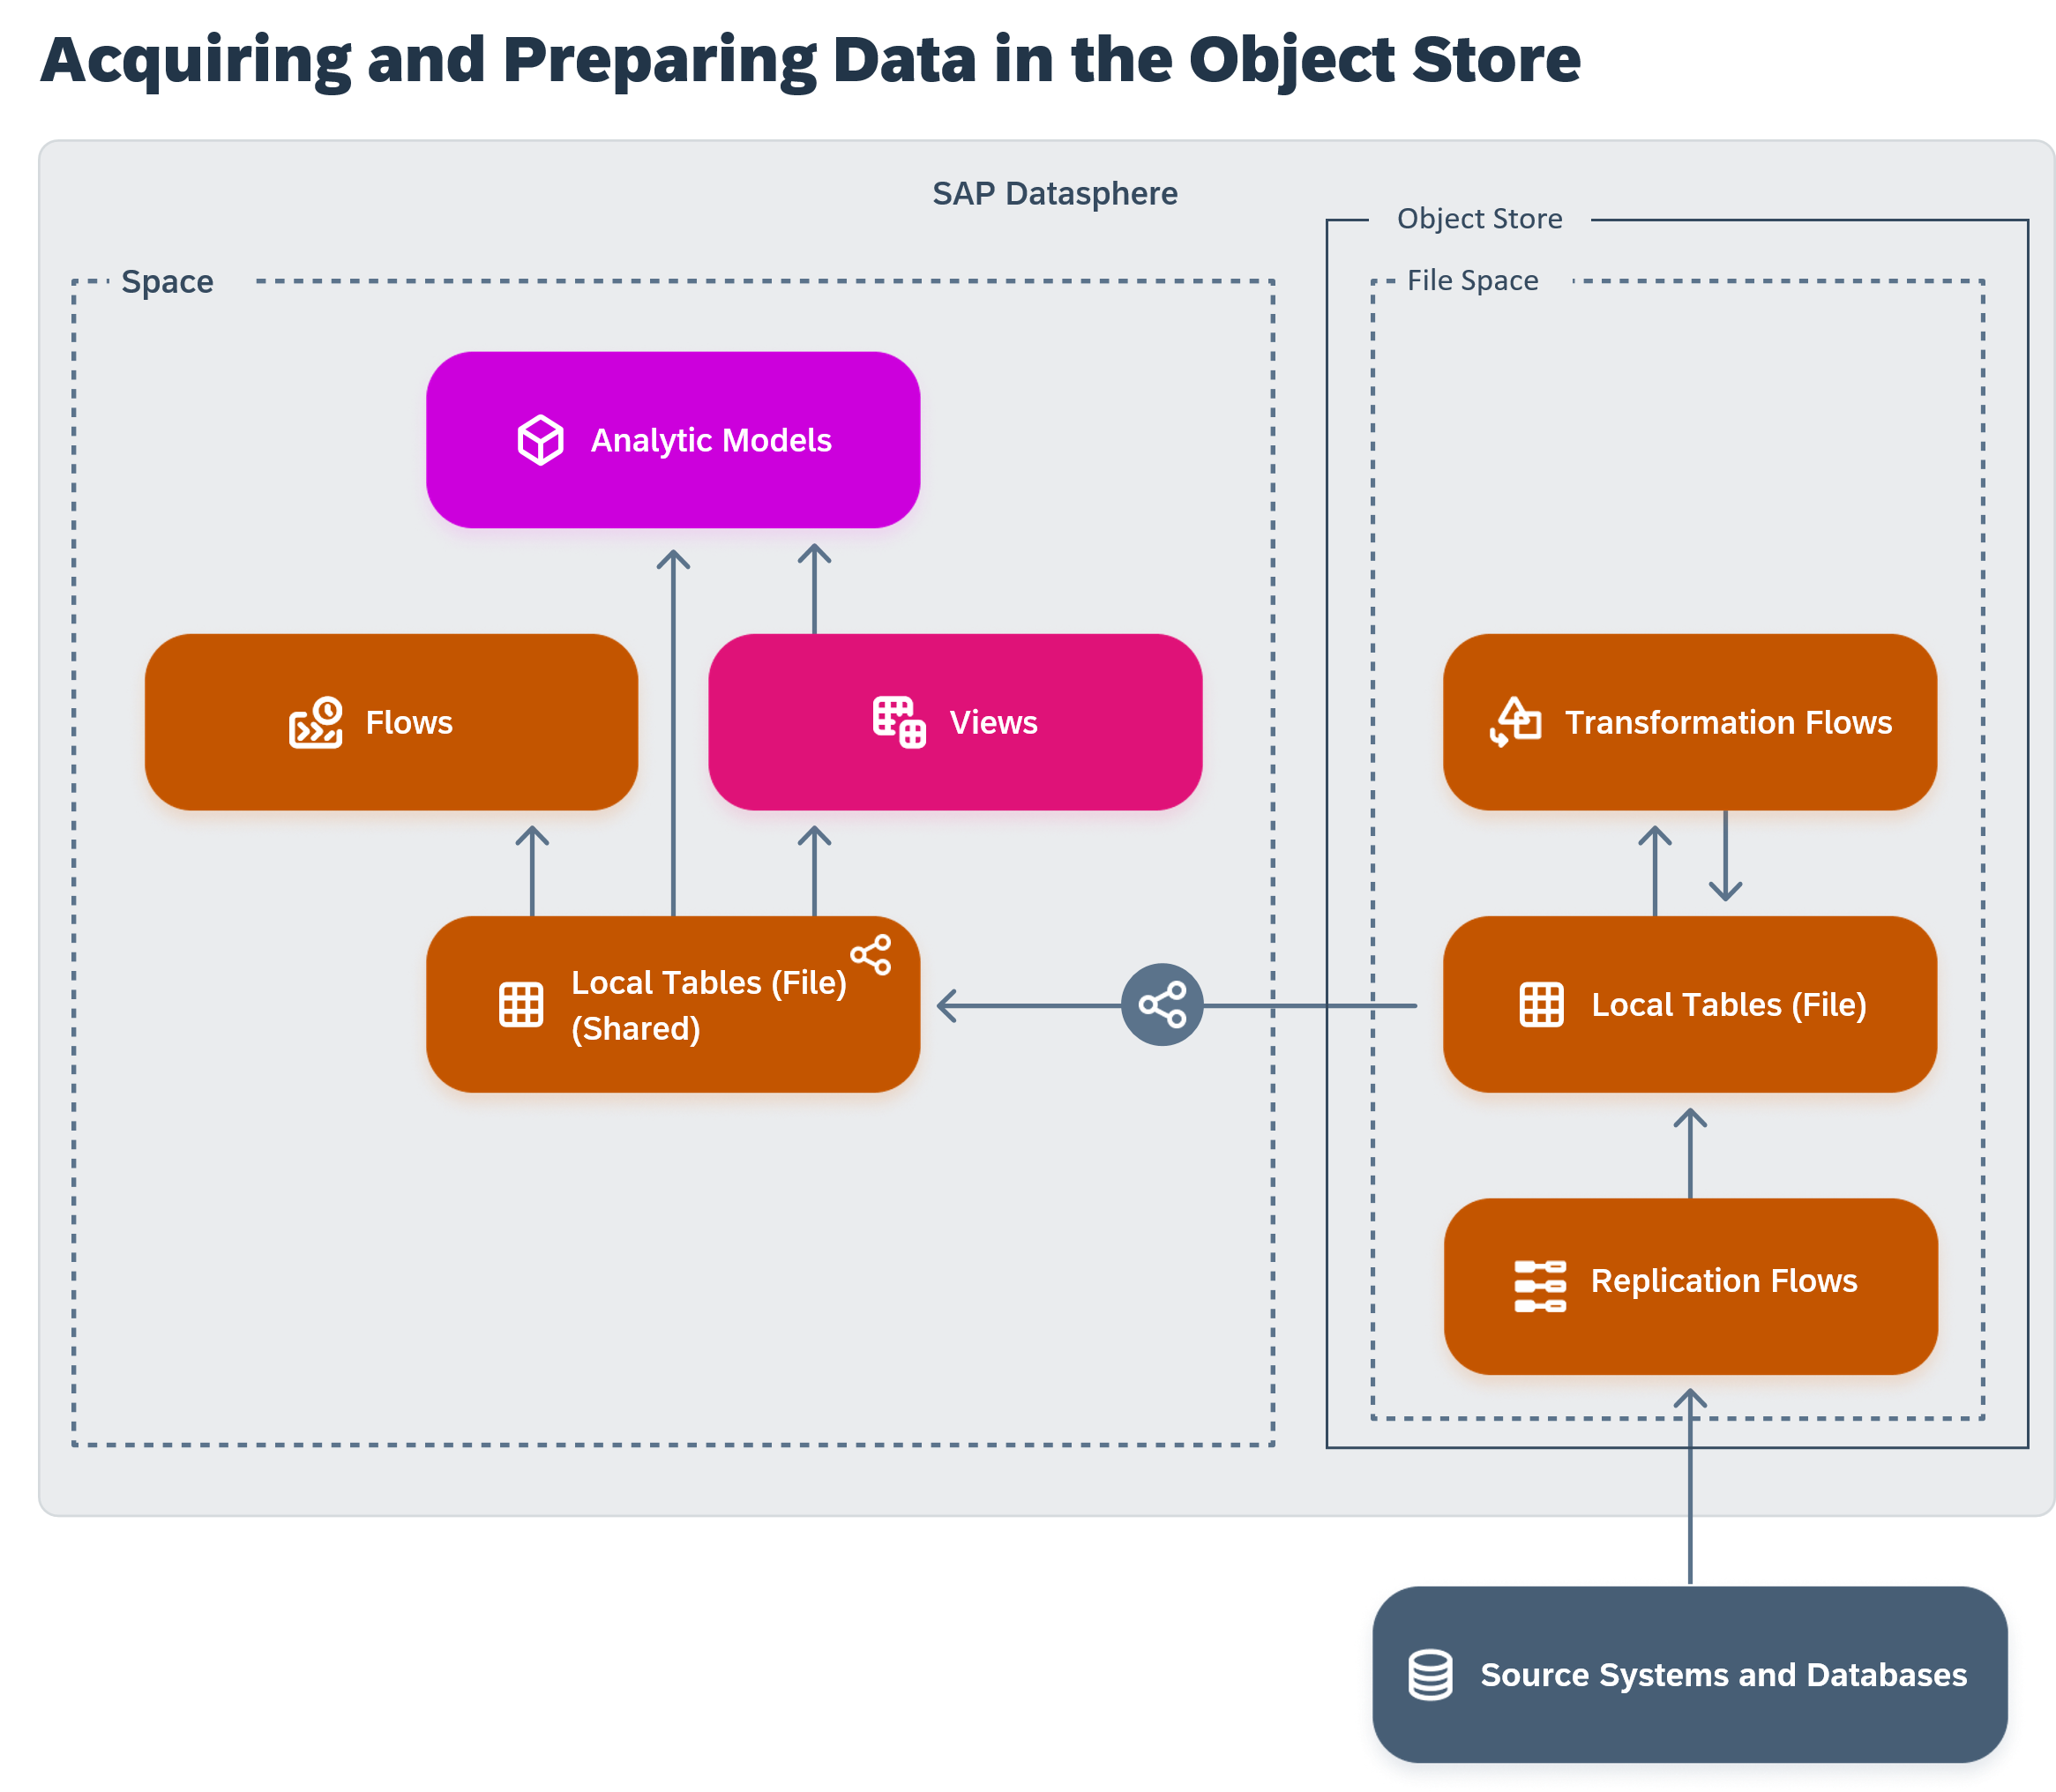 Acquiring and Preparing Data in the Object Store
SAP Datasphere
Object Store
Space
File Space
Analytic Models
Flows
Views
Transformation Flows
Local Tables (File)
(Shared)
Local Tables (File)
Replication Flows
Source Systems and Databases